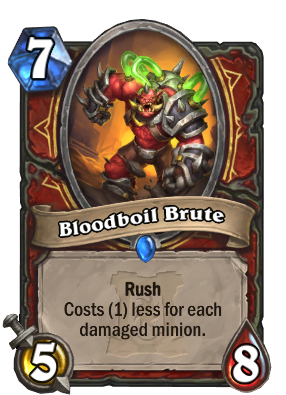 7
Bloodboil Brute
Rush
Costs (1) less for each
damaged minion.
5
8